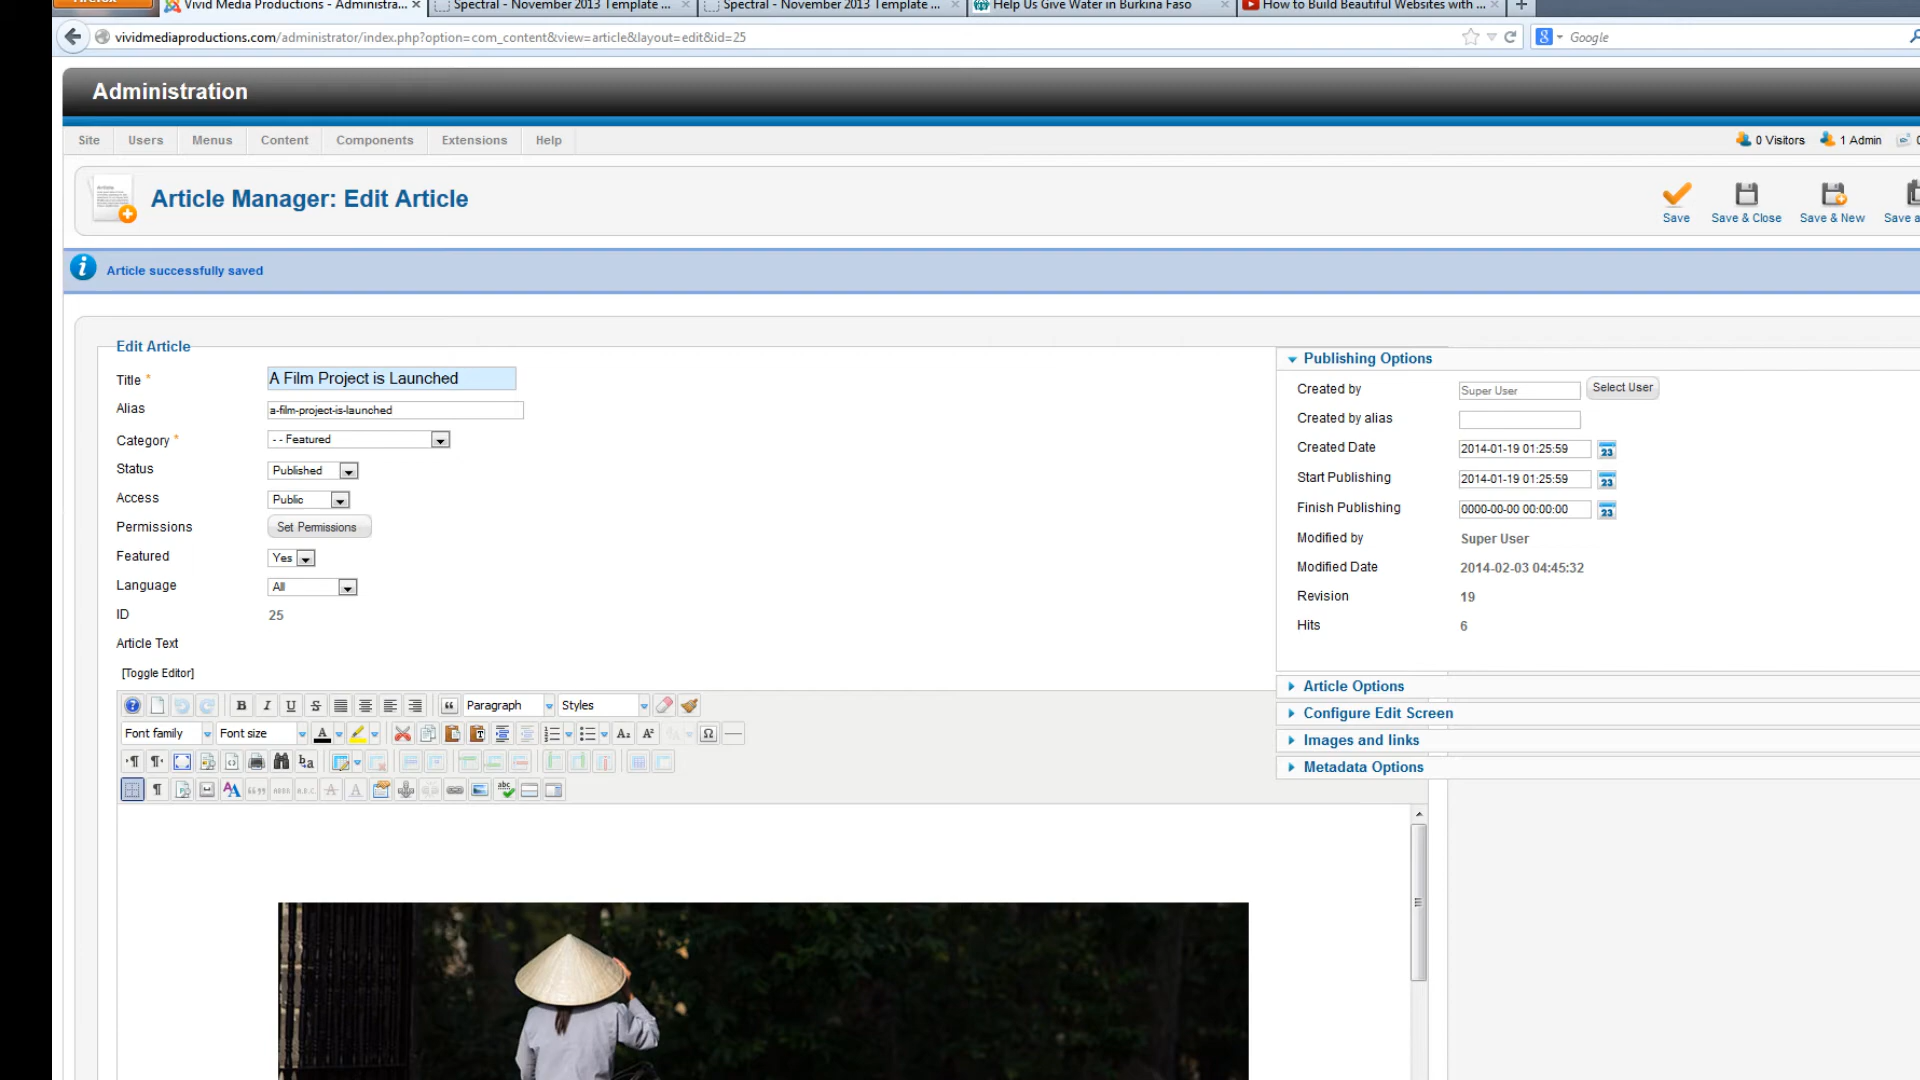 Firefox
Vivid Media Productions - Administra...
Spectral - November 2013 Template ...
Spectral - November 2013 Template ...
Help Us Give Water in Burkina Faso
How to Build Beautiful Websites with ...
vividmediaproductions.com/administrator/index.php?option=com_content&view=article&layout=edit&id=25
Google
Administration
Site Users Menus Content Components Extensions Help
0 Visitors 1 Admin
Article Manager: Edit Article
Save Save & Close Save & New Save a
Article successfully saved
Edit Article
Title * A Film Project is Launched
Alias a-film-project-is-launched
Category * - - Featured
Status Published
Access Public
Permissions Set Permissions
Featured Yes
Language All
ID 25
Article Text
[Toggle Editor]
Paragraph Styles
Font family Font size
Publishing Options
Created by Super User Select User
Created by alias
Created Date 2014-01-19 01:25:59 23
Start Publishing 2014-01-19 01:25:59 23
Finish Publishing 0000-00-00 00:00:00 23
Modified by Super User
Modified Date 2014-02-03 04:45:32
Revision 19
Hits 6
Article Options
Configure Edit Screen
Images and links
Metadata Options